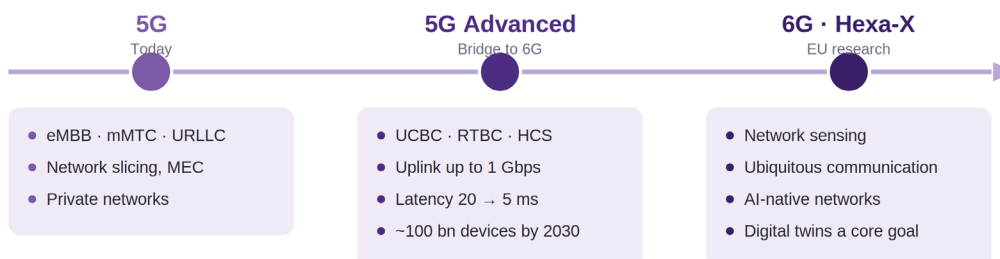 5G
Today
eMBB · mMTC · URLLC
Network slicing, MEC
Private networks
5G Advanced
Bridge to 6G
UCBC · RTBC · HCS
Uplink up to 1 Gbps
Latency 20 → 5 ms
~100 bn devices by 2030
6G · Hexa-X
EU research
Network sensing
Ubiquitous communication
AI-native networks
Digital twins a core goal